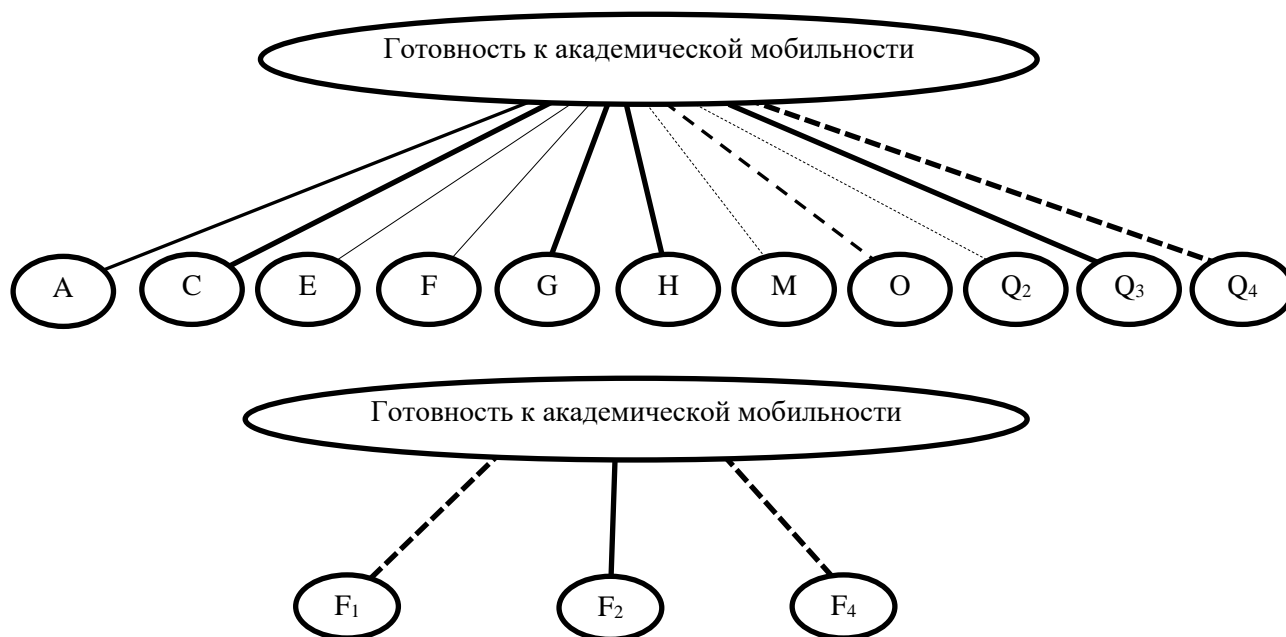 Готовность к академической мобильности
A C E F G H M O Q₂ Q₃ Q₄
Готовность к академической мобильности
F₁ F₂ F₄